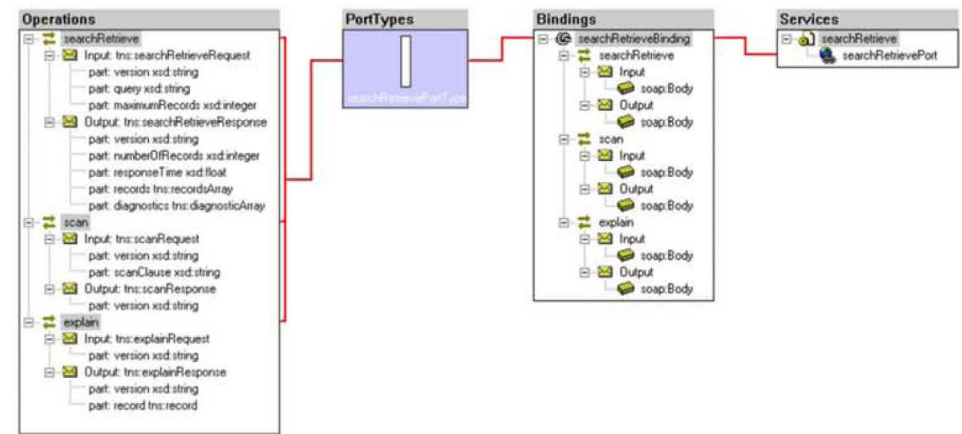 Operations
searchRetrieve
Input: tns:searchRetrieveRequest
part: version xsd:string
part: query xsd:string
part: maximumRecords xsd:integer
Output: tns:searchRetrieveResponse
part: version xsd:string
part: numberOfRecords xsd:integer
part: responseTime xsd:float
part: records tns:recordsArray
part: diagnostics tns:diagnosticArray
scan
Input: tns:scanRequest
part: version xsd:string
part: scanClause xsd:string
Output: tns:scanResponse
part: version xsd:string
explain
Input: tns:explainRequest
part: version xsd:string
Output: tns:explainResponse
part: version xsd:string
part: record tns:record
PortTypes
searchRetrievePortType
Bindings
searchRetrieveBinding
searchRetrieve
Input
soap:Body
Output
soap:Body
scan
Input
soap:Body
Output
soap:Body
explain
Input
soap:Body
Output
soap:Body
Services
searchRetrieve
searchRetrievePort